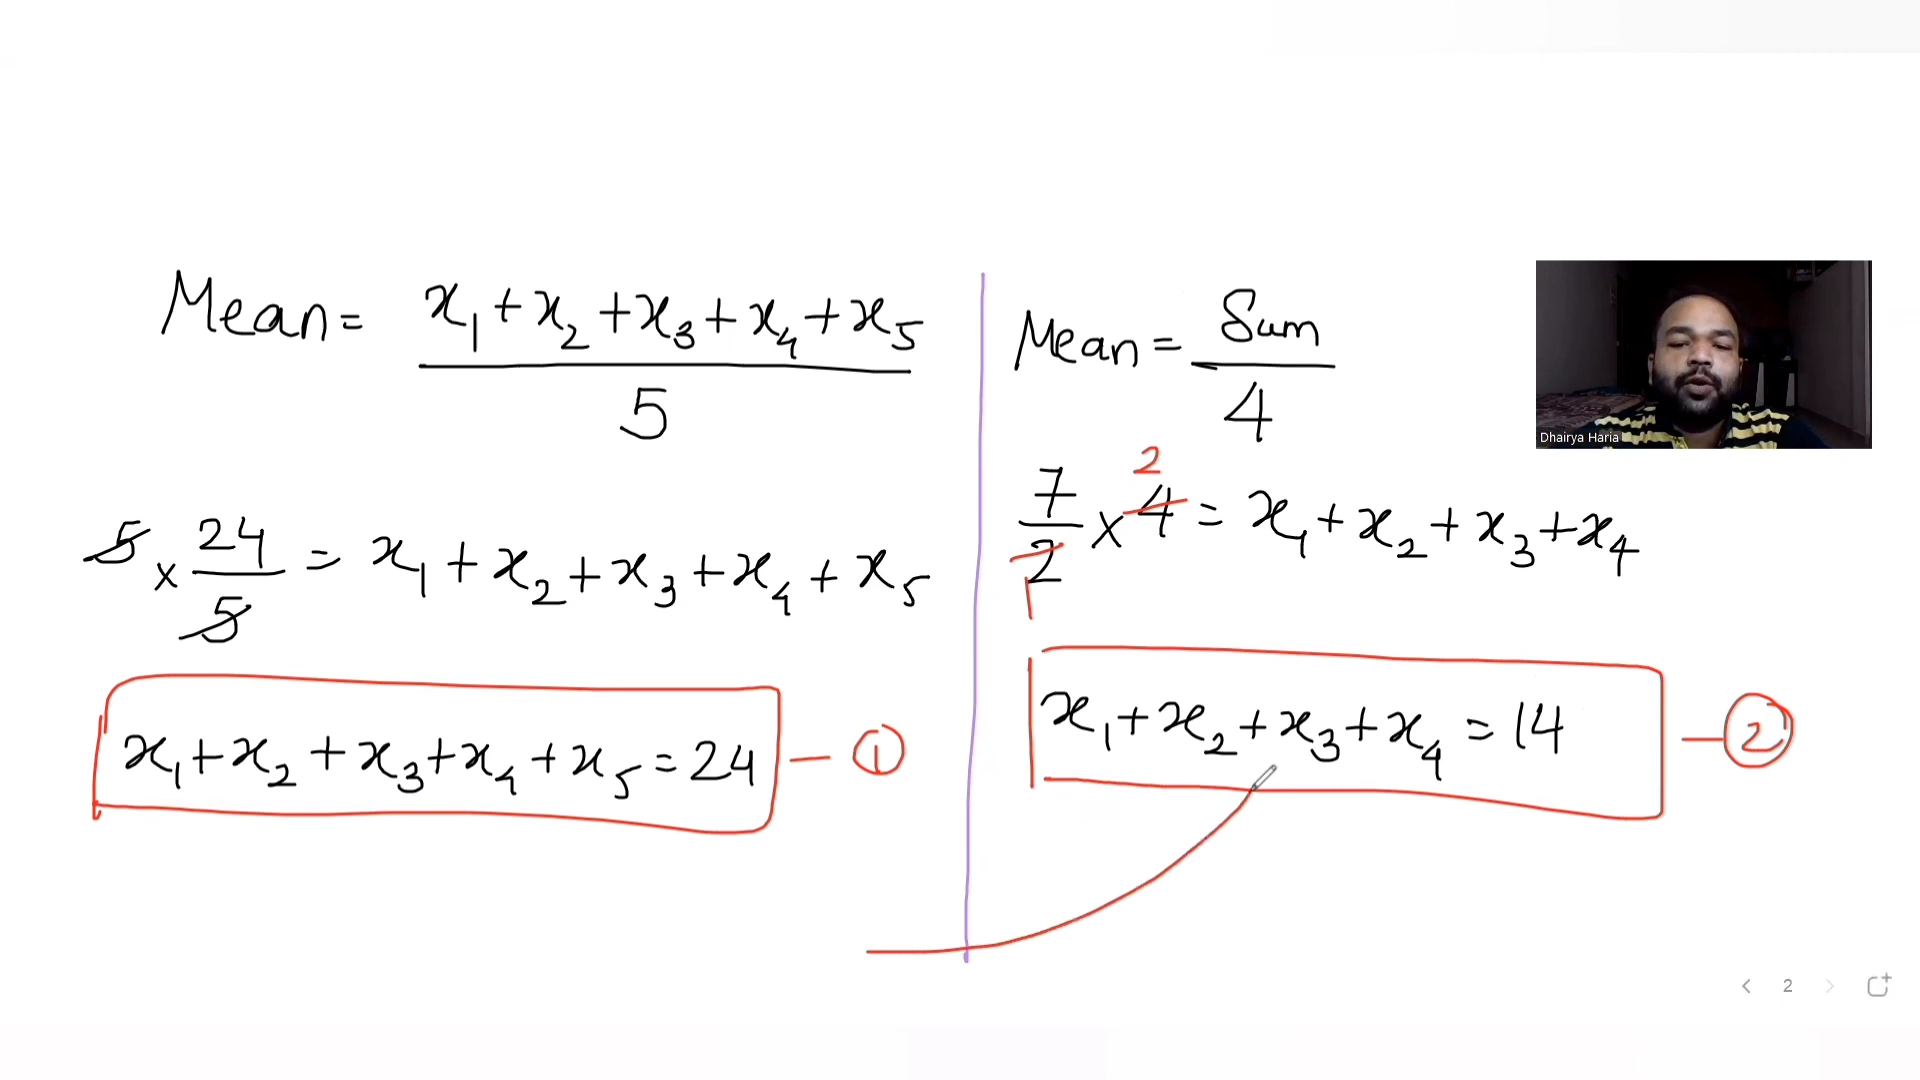 Mean = x₁+x₂+x₃+x₄+x₅
5
5 × 24 = x₁+x₂+x₃+x₄+x₅
5
x₁+x₂+x₃+x₄+x₅=24 — ①
Mean = Sum
4
2
7 × 4 = x₁+x₂+x₃+x₄
2
1
x₁+x₂+x₃+x₄=14 — ②
Dhairya Haria
< 2 >